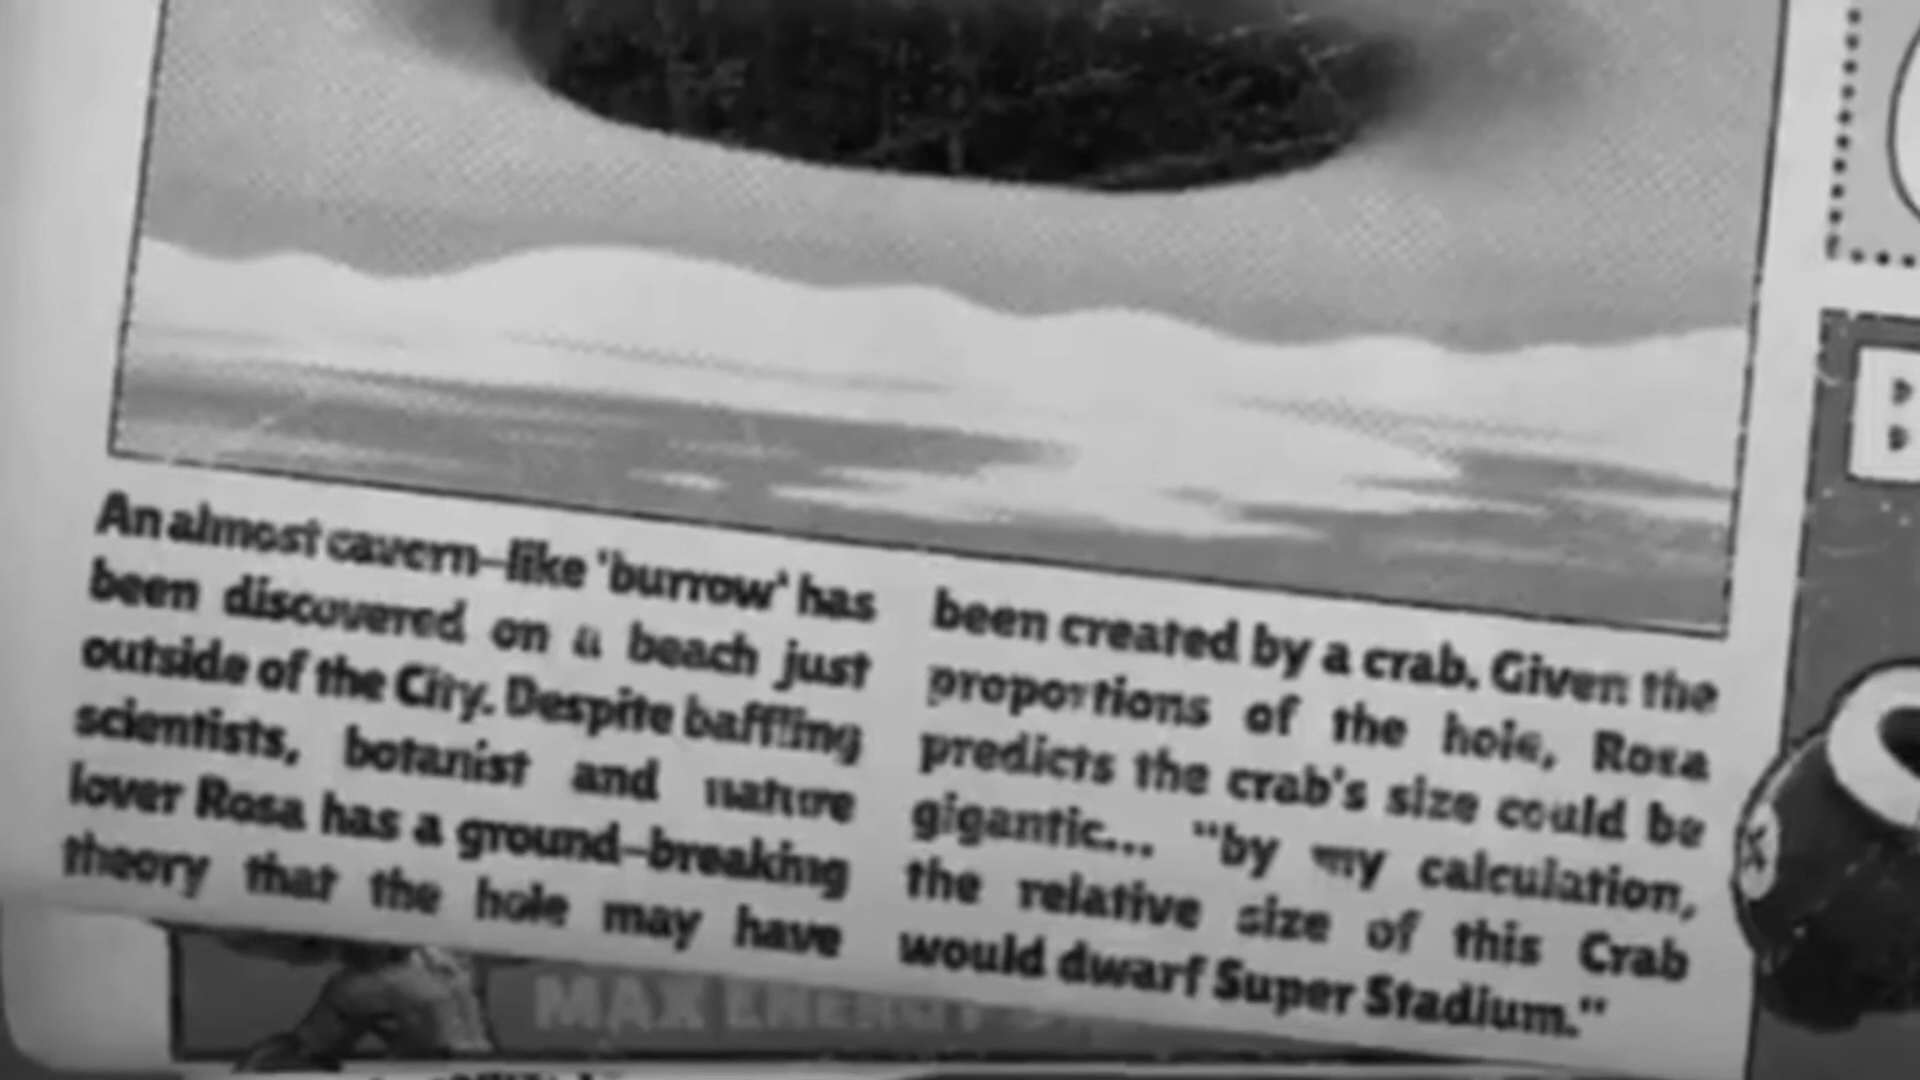 An almost cavern-like 'burrow' has
been discovered on a beach just
outside of the City. Despite baffling
scientists, botanist and nature
lover Rosa has a ground-breaking
theory that the hole may have
been created by a crab. Given the
proportions of the hole, Rosa
predicts the crab's size could be
gigantic... "by my calculation,
the relative size of this Crab
would dwarf Super Stadium."
MAX ENERGY